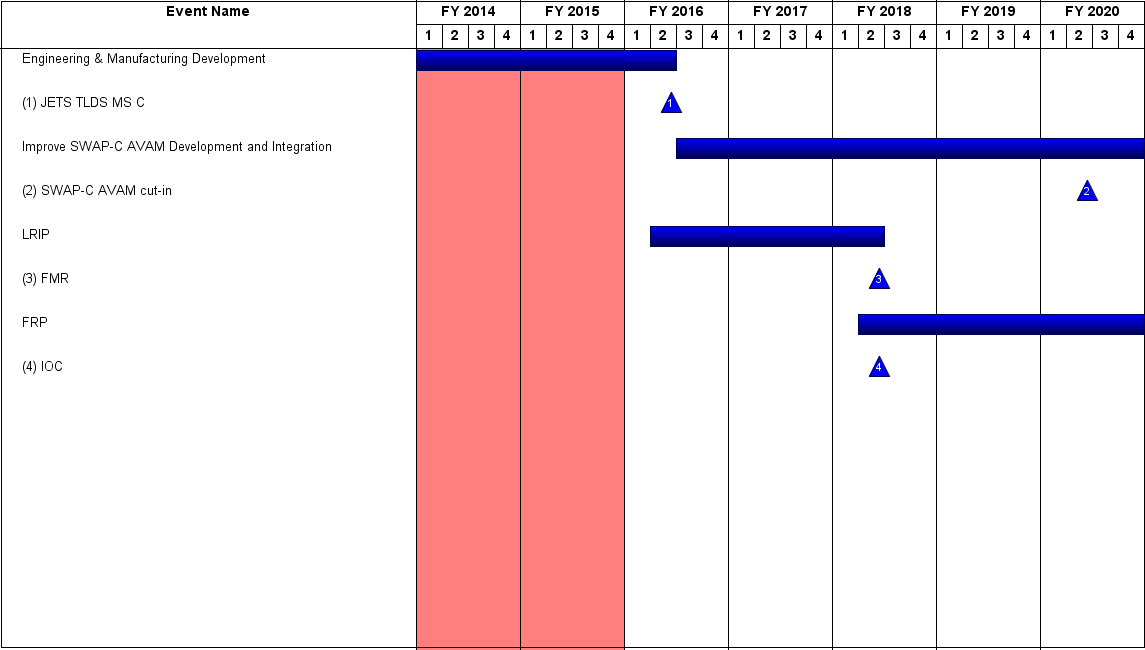 Event Name FY 2014 FY 2015 FY 2016 FY 2017 FY 2018 FY 2019 FY 2020
1 2 3 4 1 2 3 4 1 2 3 4 1 2 3 4 1 2 3 4 1 2 3 4 1 2 3 4
Engineering & Manufacturing Development
(1) JETS TLDS MS C 1
Improve SWAP-C AVAM Development and Integration
(2) SWAP-C AVAM cut-in 2
LRIP
(3) FMR 3
FRP
(4) IOC 4